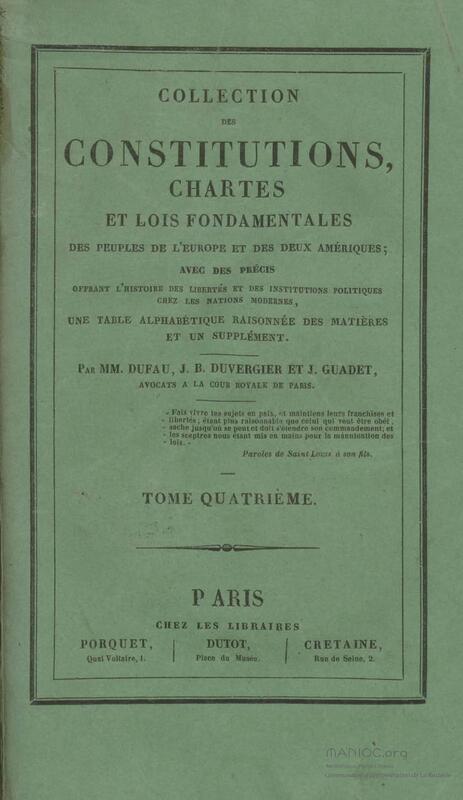 COLLECTION
DES
CONSTITUTIONS,
CHARTES
ET LOIS FONDAMENTALES
DES PEUPLES DE L'EUROPE ET DES DEUX AMÉRIQUES;
AVEC DES PRÉCIS
OFFRANT L'HISTOIRE DES LIBERTÉS ET DES INSTITUTIONS POLITIQUES
CHEZ LES NATIONS MODERNES,
UNE TABLE ALPHABÉTIQUE RAISONNÉE DES MATIÈRES
ET UN SUPPLÉMENT.
PAR MM. DUFAU, J. B. DUVERGIER ET J. GUADET,
AVOCATS A LA COUR ROYALE DE PARIS.
« Fais vivre tes sujets en paix, et maintiens leurs franchises et
« libertés; étant plus raisonnable que celui qui veut être obéi,
« sache jusqu'où se peut et doit s'étendre son commandement; et
« les sceptres nous étant mis en mains pour la manutention des
« lois. »
Paroles de Saint Louis à son fils.
TOME QUATRIÈME.
PARIS
CHEZ LES LIBRAIRES
PORQUET, DUTOT, CRETAINE,
Quai Voltaire, 1. Place du Musée. Rue de Seine, 2.
MANIOC.org